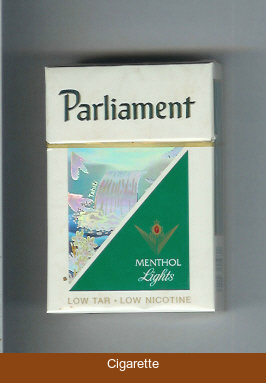 Parliament
MENTHOL
Lights
LOW TAR • LOW NICOTINE
Cigarette